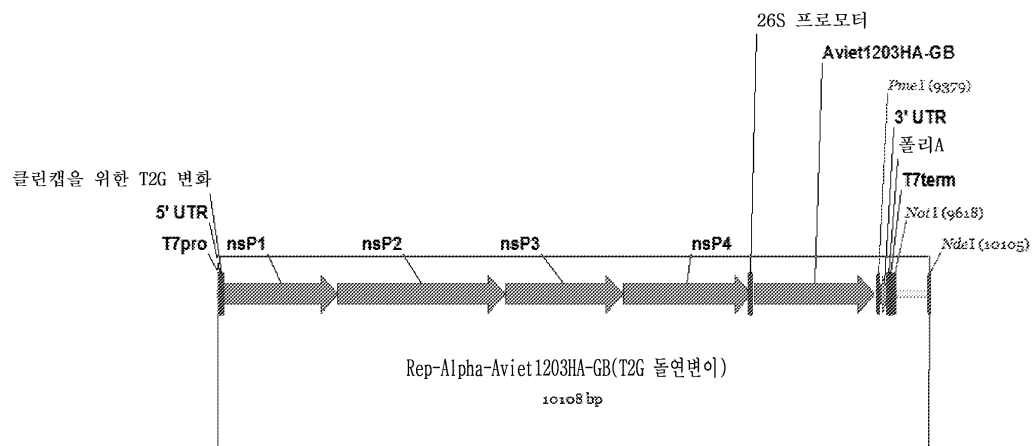 26S 프로모터
Aviet1203HA-GB
PmeI (9379)
3' UTR
폴리A
클린캡을 위한 T2G 변화
T7term
5' UTR
NotI (9618)
T7pro
nsP1
nsP2
nsP3
nsP4
NdeI (10105)
Rep-Alpha-Aviet1203HA-GB(T2G 돌연변이)
10108 bp